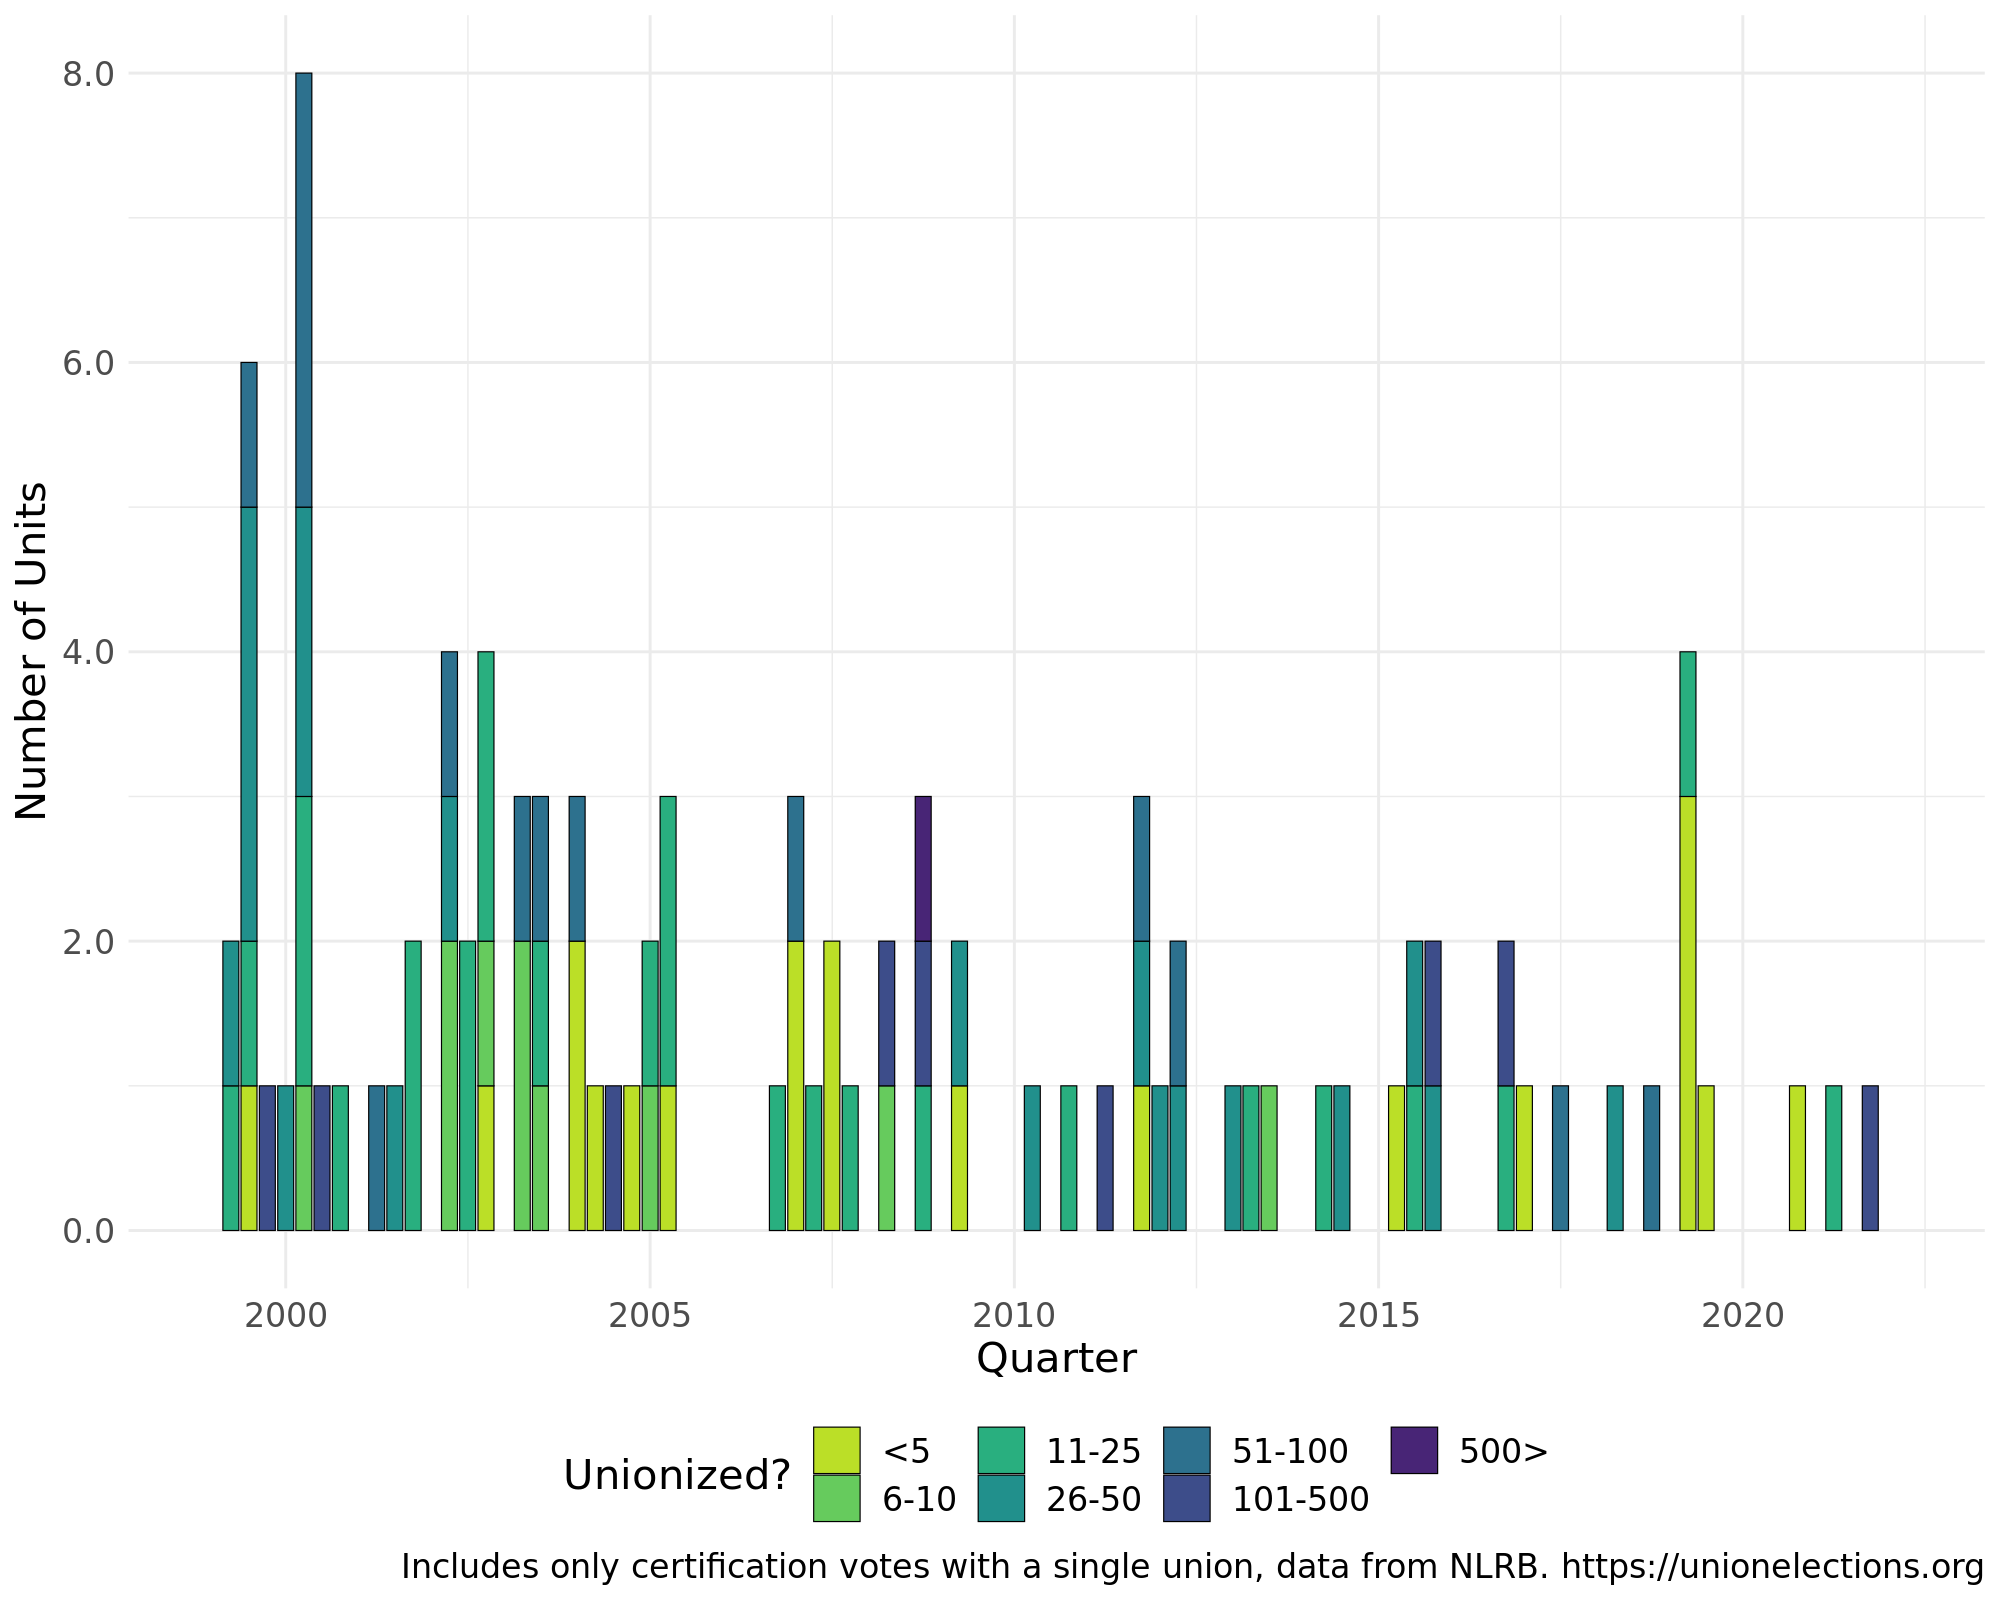 8.0
6.0
4.0
2.0
0.0
Number of Units
2000 2005 2010 2015 2020
Quarter
Unionized?
<5 11-25 51-100 500>
6-10 26-50 101-500
Includes only certification votes with a single union, data from NLRB. https://unionelections.org